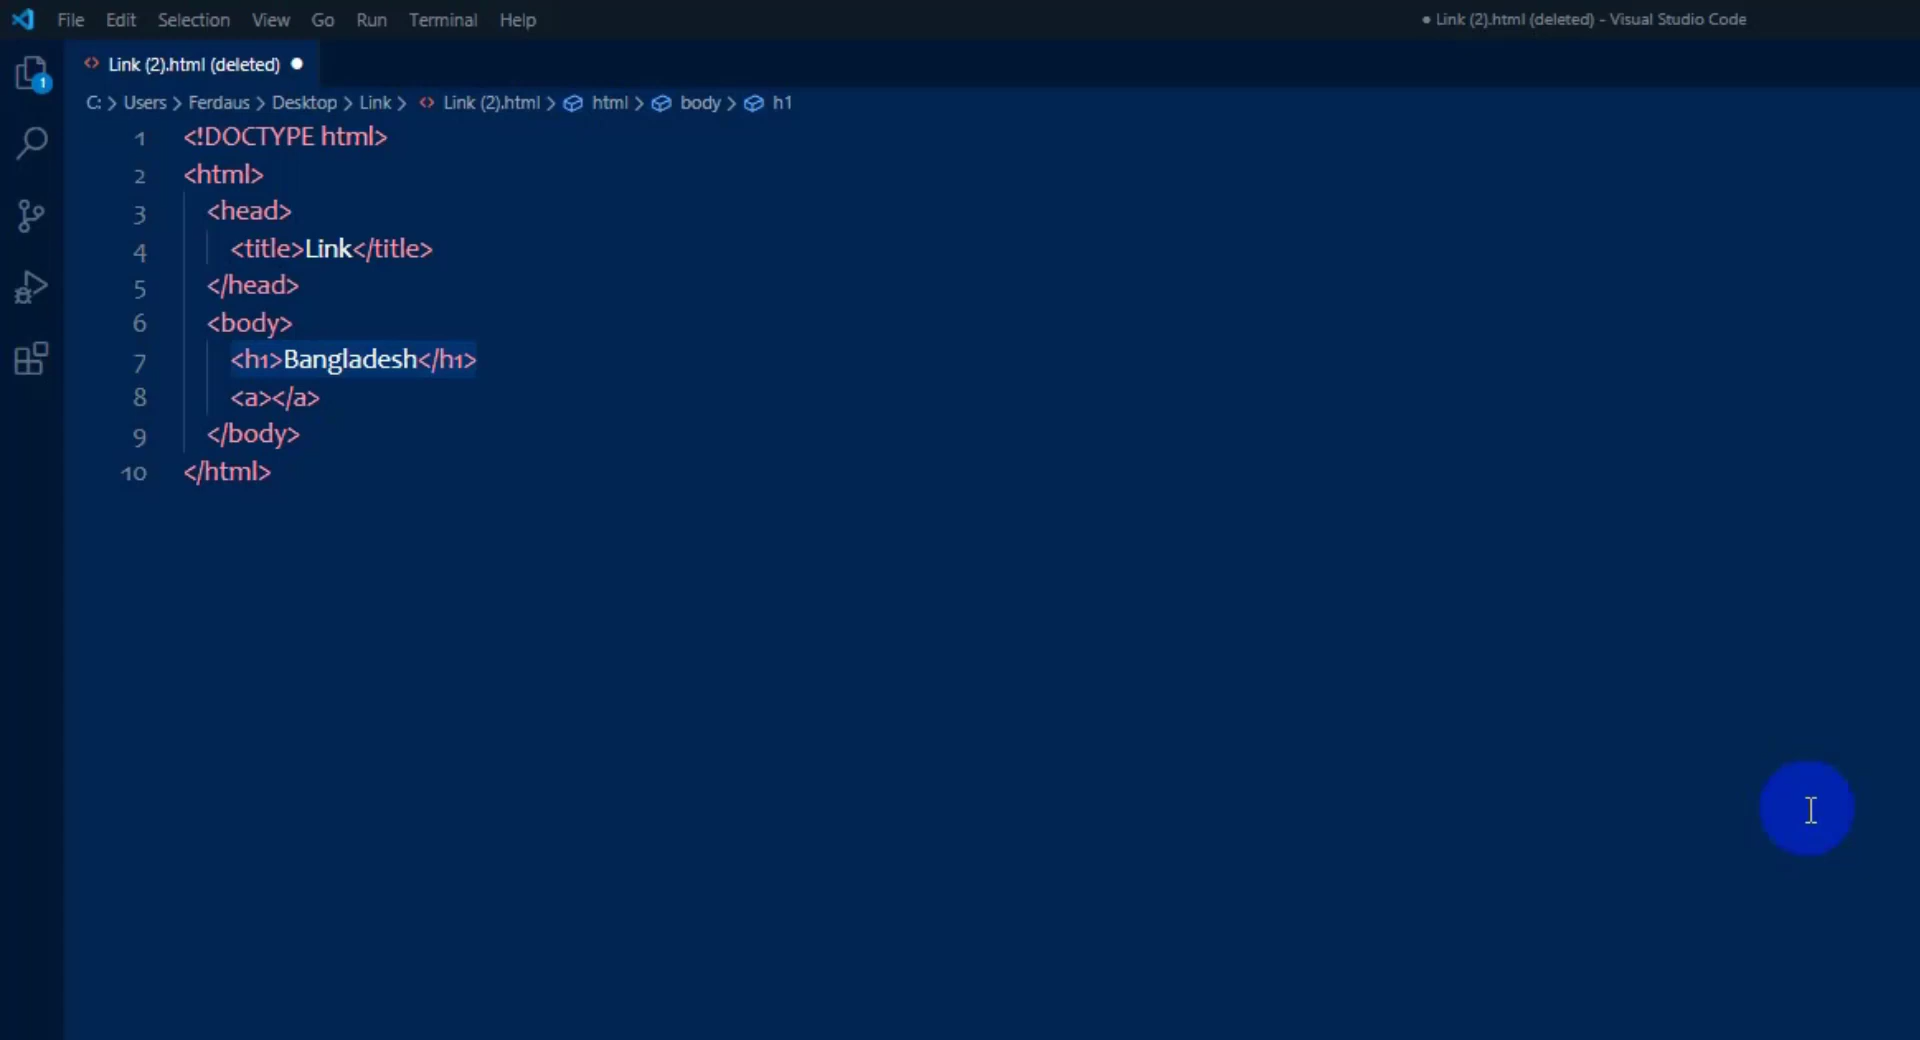 File Edit Selection View Go Run Terminal Help
● Link (2).html (deleted) - Visual Studio Code
<> Link (2).html (deleted) ●
1
C: > Users > Ferdaus > Desktop > Link > <> Link (2).html > html > body > h1
1 <!DOCTYPE html>
2 <html>
3 <head>
4 <title>Link</title>
5 </head>
6 <body>
7 <h1>Bangladesh</h1>
8 <a></a>
9 </body>
10 </html>